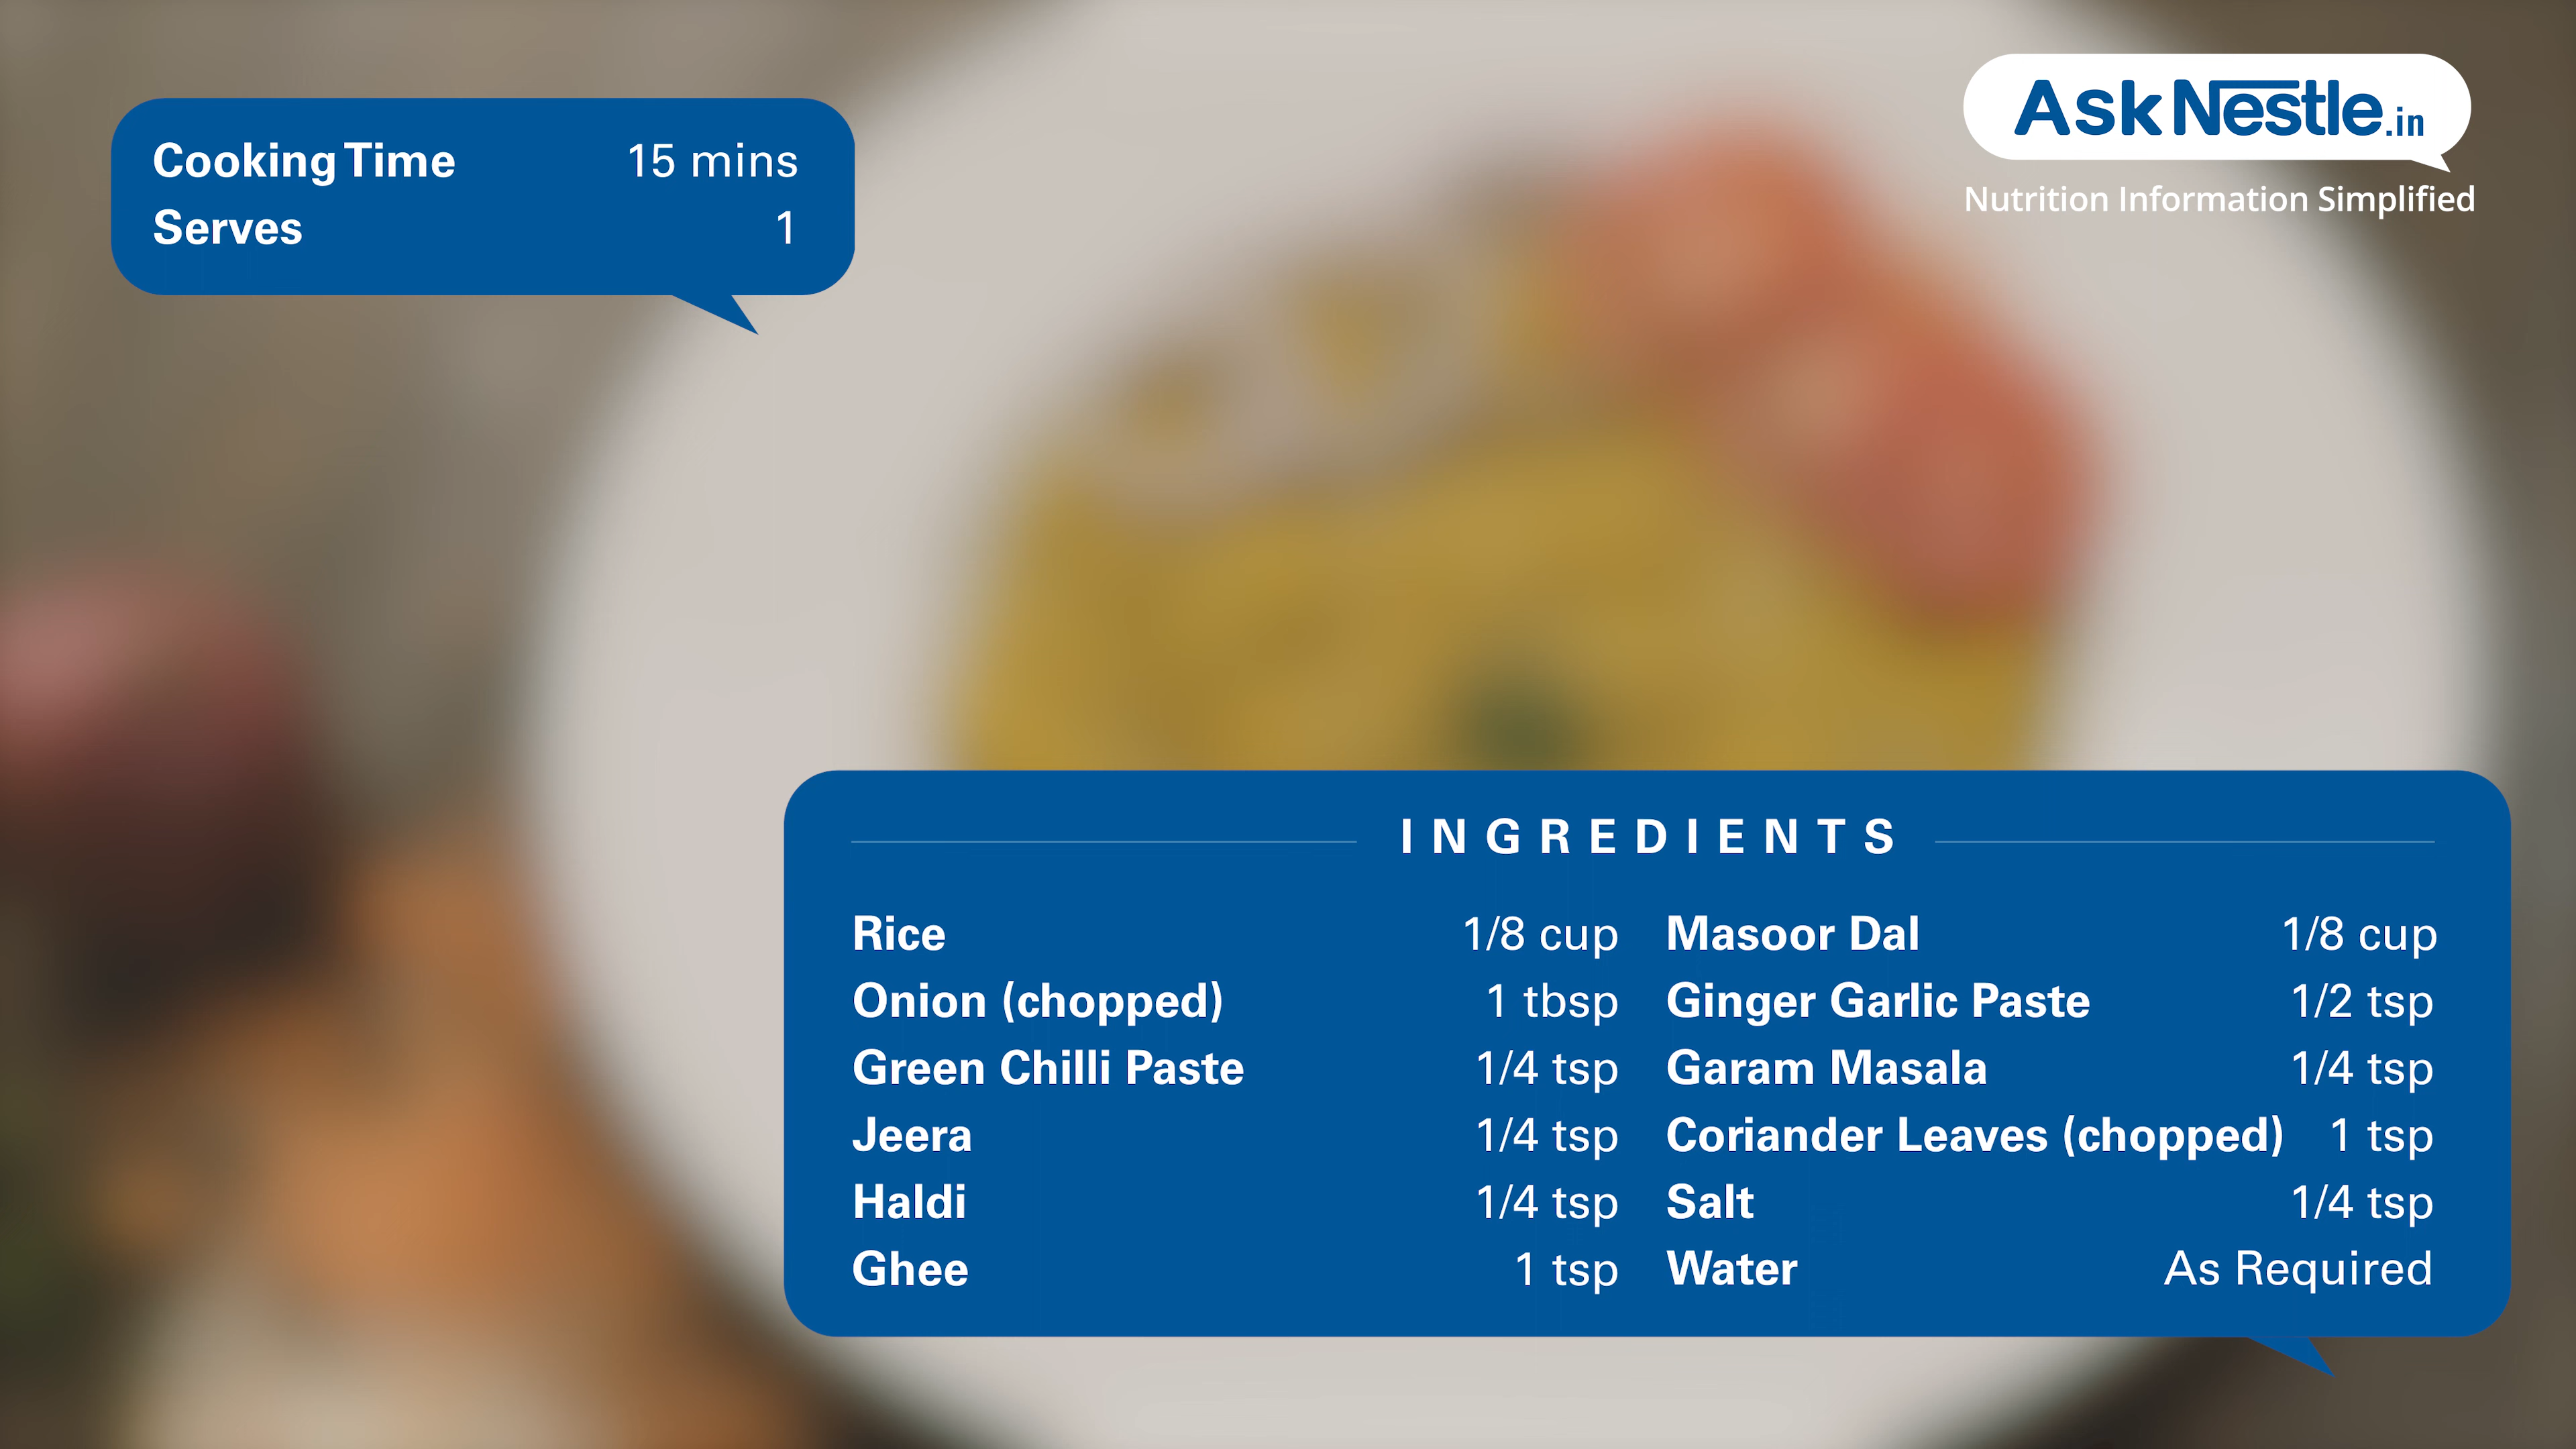 Cooking Time 15 mins
Serves 1
AskNestle.in
Nutrition Information Simplified
INGREDIENTS
Rice 1/8 cup Masoor Dal 1/8 cup
Onion (chopped) 1 tbsp Ginger Garlic Paste 1/2 tsp
Green Chilli Paste 1/4 tsp Garam Masala 1/4 tsp
Jeera 1/4 tsp Coriander Leaves (chopped) 1 tsp
Haldi 1/4 tsp Salt 1/4 tsp
Ghee 1 tsp Water As Required